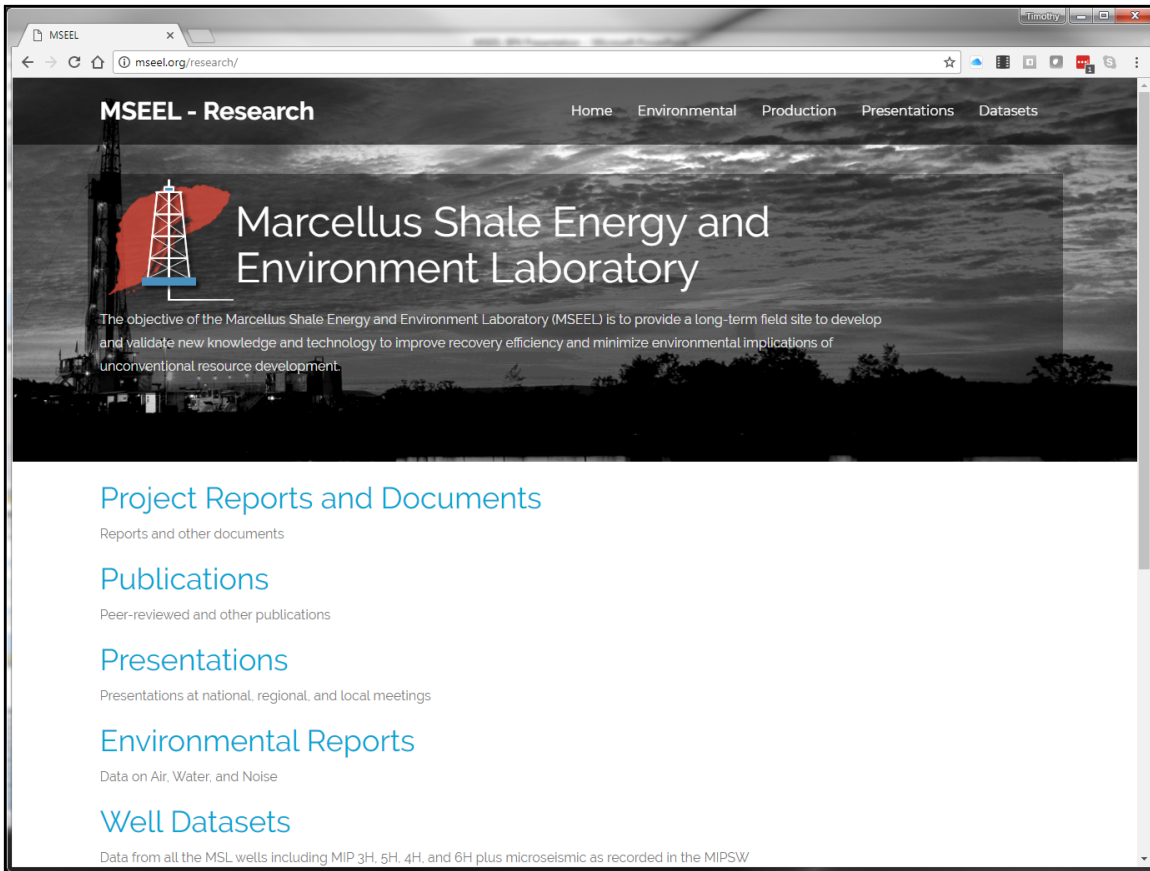 Timothy
MSEEL
mseel.org/research/
1
MSEEL - Research
Home Environmental Production Presentations Datasets
Marcellus Shale Energy and
Environment Laboratory
The objective of the Marcellus Shale Energy and Environment Laboratory (MSEEL) is to provide a long-term field site to develop
and validate new knowledge and technology to improve recovery efficiency and minimize environmental implications of
unconventional resource development.
Project Reports and Documents
Reports and other documents
Publications
Peer-reviewed and other publications
Presentations
Presentations at national, regional, and local meetings
Environmental Reports
Data on Air, Water, and Noise
Well Datasets
Data from all the MSL wells including MIP 3H, 5H, 4H, and 6H plus microseismic as recorded in the MIPSW